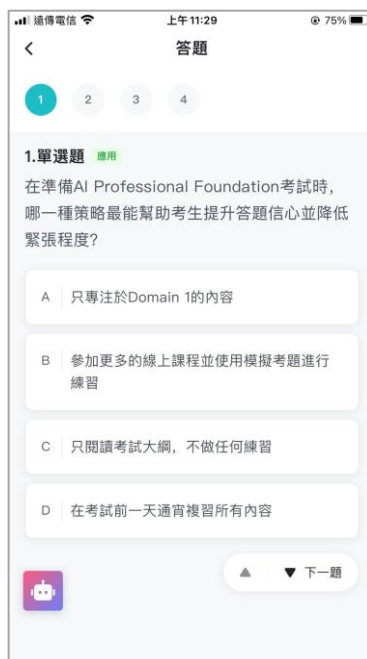 遠傳電信 上午11:29 75%
答題
1 2 3 4
1.單選題 應用
在準備AI Professional Foundation考試時，
哪一種策略最能幫助考生提升答題信心並降低
緊張程度？
A 只專注於Domain 1的內容
B 參加更多的線上課程並使用模擬考題進行
練習
C 只閱讀考試大綱，不做任何練習
D 在考試前一天通宵複習所有內容
▲ ▼ 下一題